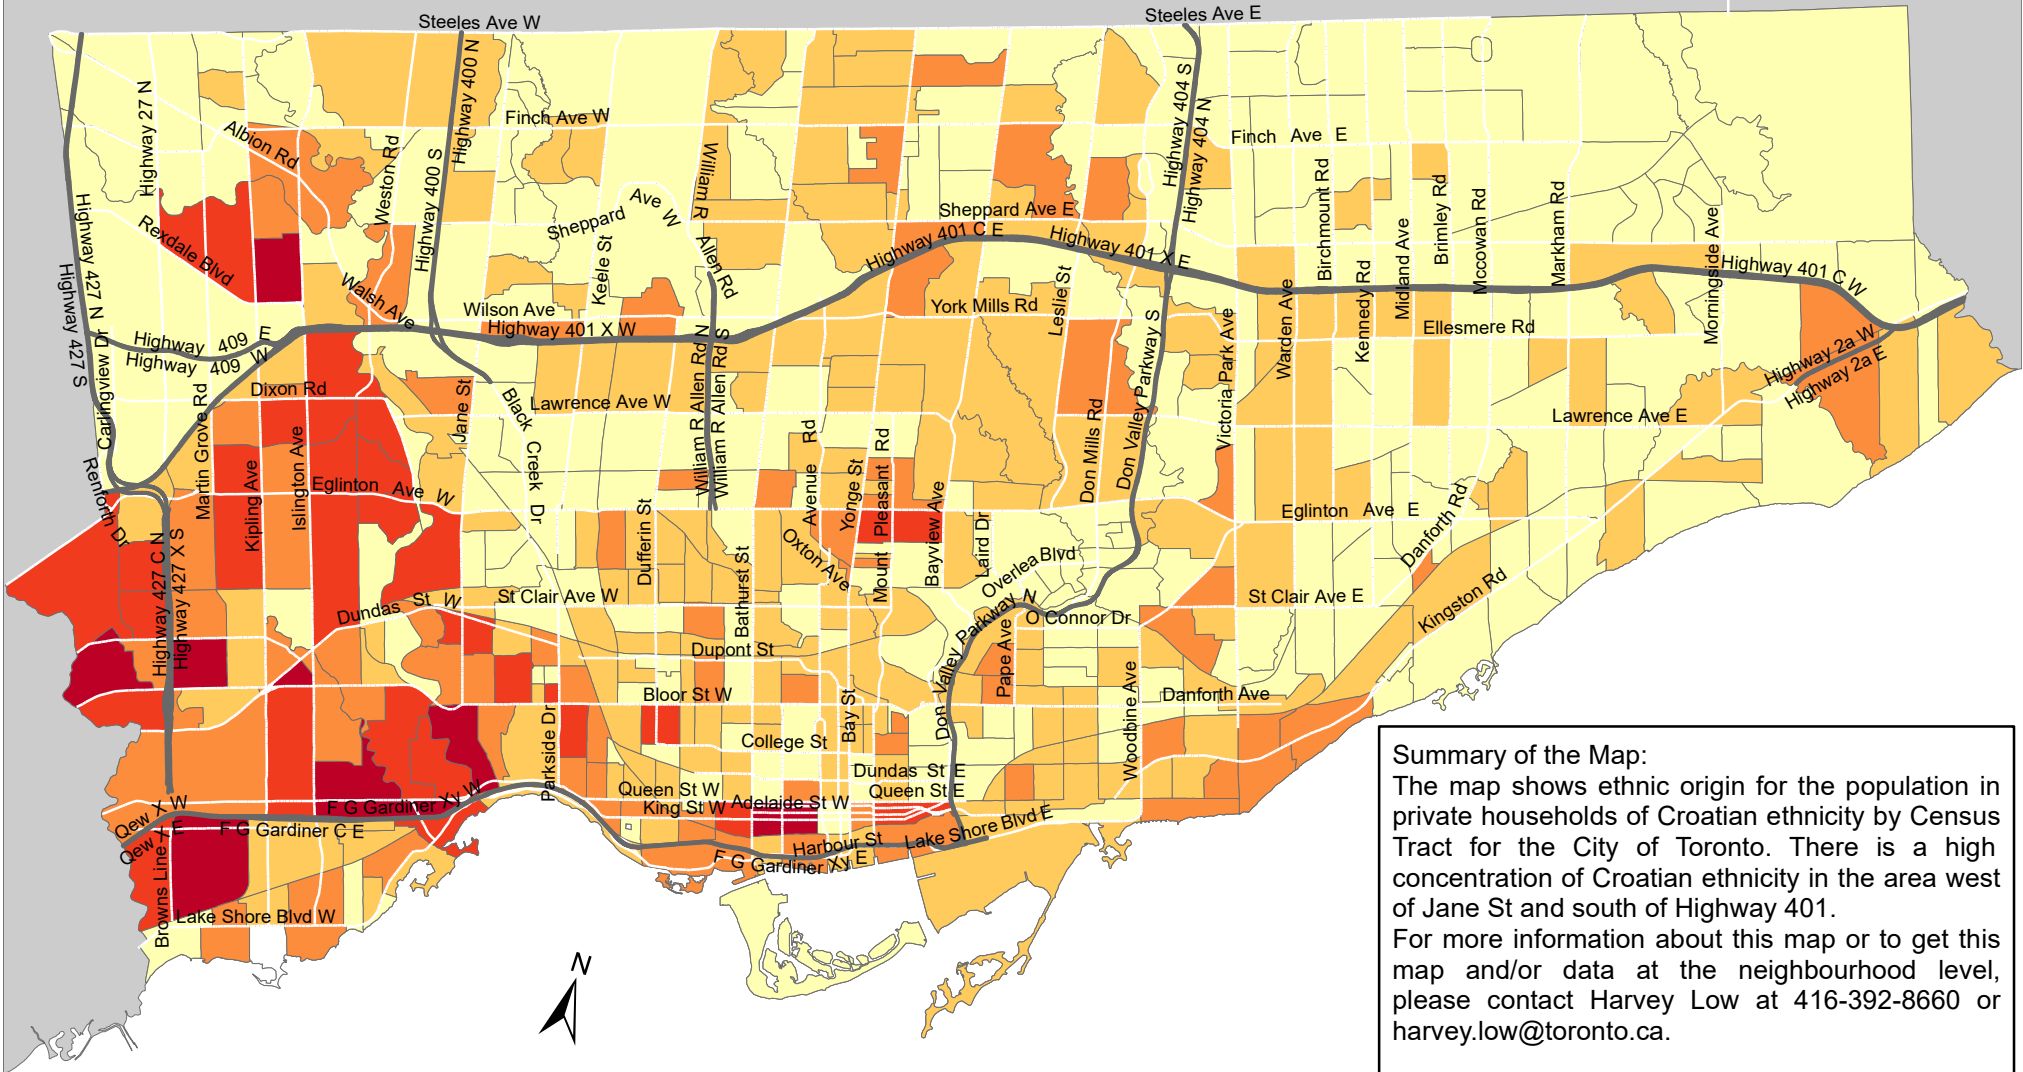 Steeles Ave W
Steeles Ave E
Highway 27 N
Highway 400 N
Highway 404 S
Highway 404 N
Finch Ave W
Finch Ave E
Albion Rd
Weston Rd
Highway 400 S
William R
Allen Rd
Sheppard Ave W
Keele St
Sheppard Ave E
Birchmount Rd
Kennedy Rd
Midland Ave
Brimley Rd
Mccowan Rd
Markham Rd
Morningside Ave
Highway 427 N
Highway 427 S
Rexdale Blvd
Walsh Ave
Wilson Ave
Highway 401 X W
Highway 401 C E
Highway 401 X E
Highway 401 C W
York Mills Rd
Leslie St
Ellesmere Rd
Warden Ave
Victoria Park Ave
Highway 2a W
Highway 2a E
Highway 409 E
Highway 409 W
Carlingview Dr
Dixon Rd
Martin Grove Rd
Jane St
Black Creek Dr
Lawrence Ave W
William R Allen Rd N
William R Allen Rd S
Avenue Rd
Yonge St
Mount Pleasant Rd
Bayview Ave
Don Mills Rd
Don Valley Parkway S
Lawrence Ave E
Renforth Dr
Kipling Ave
Islington Ave
Eglinton Ave W
Dufferin St
Bathurst St
Oxton Ave
Laird Dr
Overlea Blvd
Eglinton Ave E
Danforth Rd
Kingston Rd
Highway 427 C N
Highway 427 X S
Dundas St W
St Clair Ave W
Don Valley Parkway N
O Connor Dr
St Clair Ave E
Dupont St
Pape Ave
Woodbine Ave
Bloor St W
Bay St
Danforth Ave
Parkside Dr
College St
Dundas St E
Queen St W
Queen St E
King St W
Adelaide St W
Qew X W
Qew X E
F G Gardiner Xy W
F G Gardiner C E
Harbour St
Lake Shore Blvd E
F G Gardiner Xy E
Browns Line
Lake Shore Blvd W
N
Summary of the Map:
The map shows ethnic origin for the population in
private households of Croatian ethnicity by Census
Tract for the City of Toronto. There is a high
concentration of Croatian ethnicity in the area west
of Jane St and south of Highway 401.
For more information about this map or to get this
map and/or data at the neighbourhood level,
please contact Harvey Low at 416-392-8660 or
harvey.low@toronto.ca.